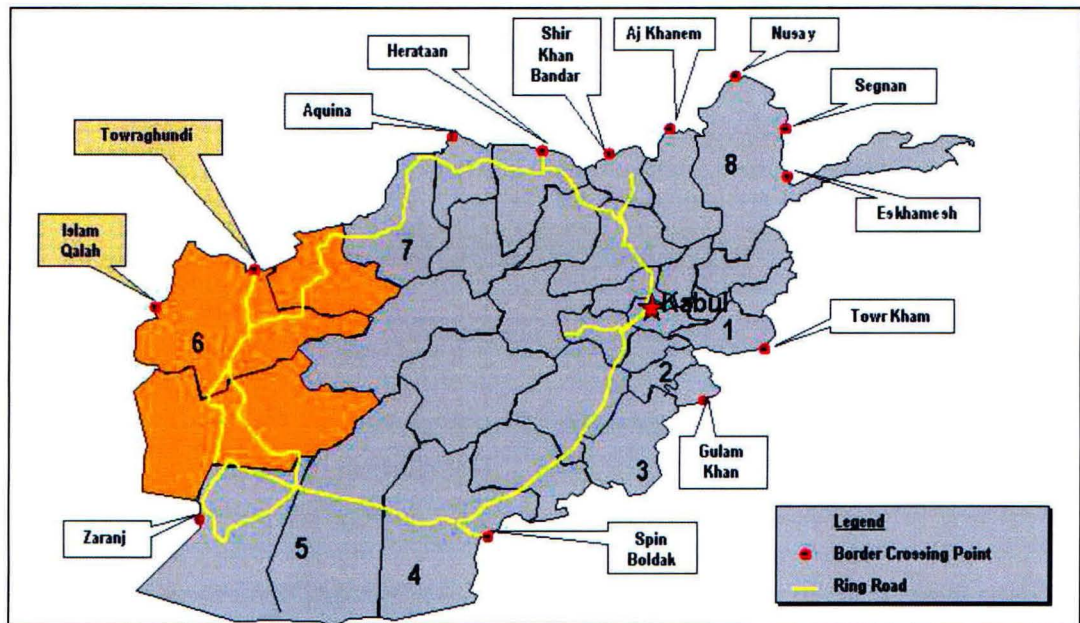 Nusay
Shir
Khan
Bandar
Aj Khanem
Herataan
Segnan
Aquina
Towraghundi
8
Eskhamesh
Islam
Qalah
7
Kabul
1
Towr Kham
6
2
Gulam
Khan
3
Zaranj
5
4
Spin
Boldak
Legend
Border Crossing Point
Ring Road